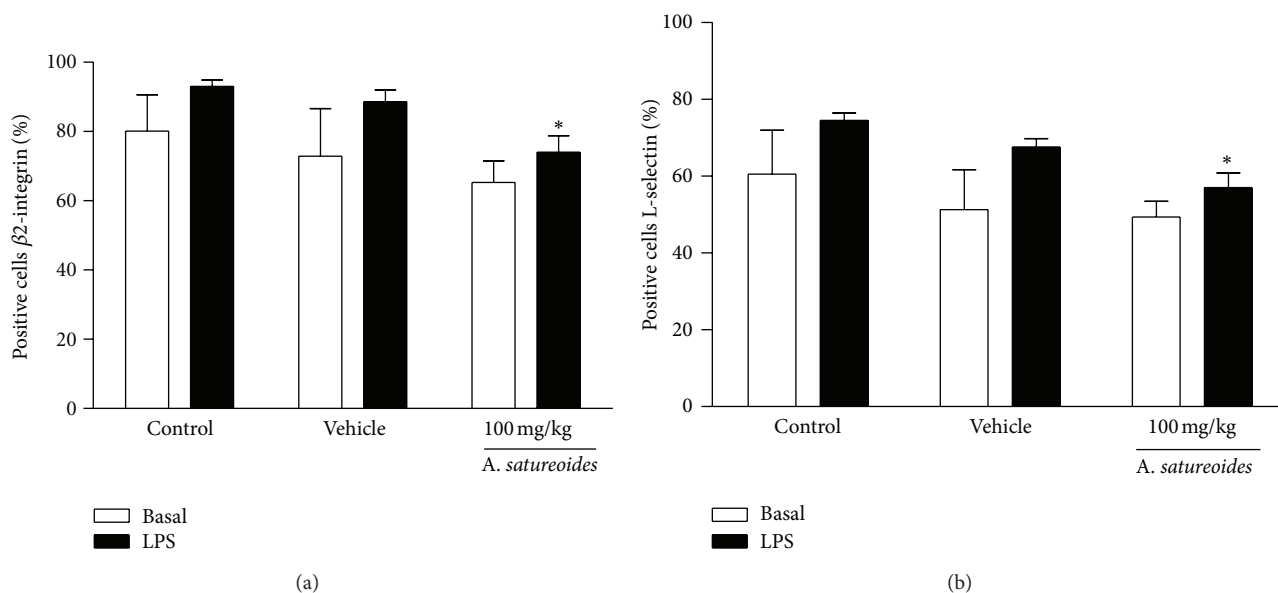 100
80
60
40
20
0
Positive cells β2-integrin (%)
*
Control
Vehicle
100 mg/kg
A. satureoides
Basal
LPS
(a)
100
80
60
40
20
0
Positive cells L-selectin (%)
*
Control
Vehicle
100 mg/kg
A. satureoides
Basal
LPS
(b)